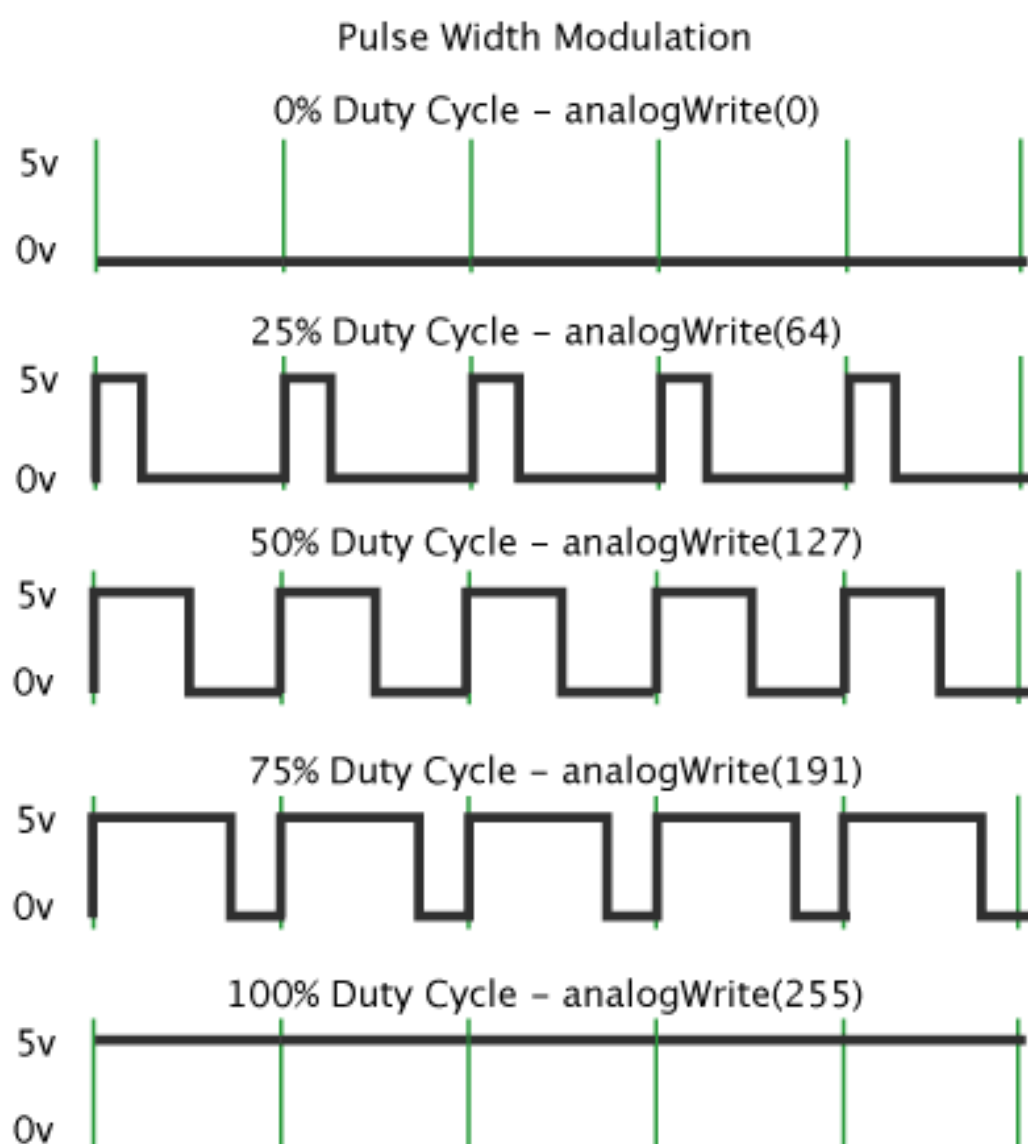 Pulse Width Modulation
0% Duty Cycle – analogWrite(0)
5v
0v
25% Duty Cycle – analogWrite(64)
5v
0v
50% Duty Cycle – analogWrite(127)
5v
0v
75% Duty Cycle – analogWrite(191)
5v
0v
100% Duty Cycle – analogWrite(255)
5v
0v